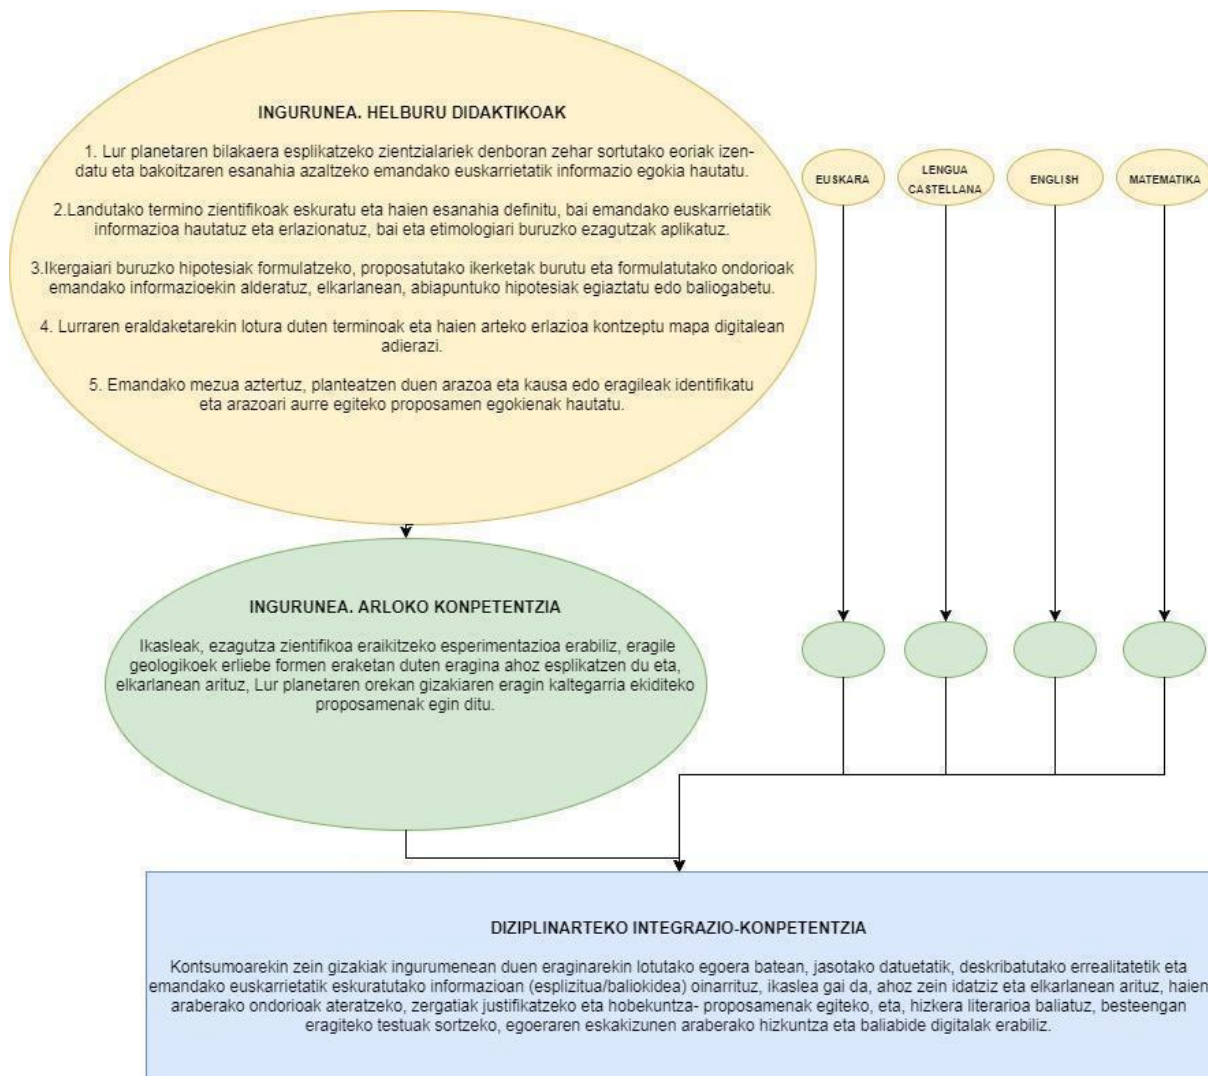 INGURUNEA. HELBURU DIDAKTIKOAK
1. Lur planetaren bilakaera esplikatzeko zientzialariek denboran zehar sortutako eoriak izen-
datu eta bakoitzaren esanahia azaltzeko emandako euskarrietatik informazio egokia hautatu.
2.Landutako termino zientifikoak eskuratu eta haien esanahia definitu, bai emandako euskarrietatik
informazioa hautatuz eta erlazionatuz, bai eta etimologiari buruzko ezagutzak aplikatuz.
3.Ikergaiari buruzko hipotesiak formulatzeko, proposatutako ikerketak burutu eta formulatutako ondorioak
emandako informazioekin alderatuz, elkarlanean, abiapuntuko hipotesiak egiaztatu edo baliogabetu.
4. Lurraren eraldaketarekin lotura duten terminoak eta haien arteko erlazioa kontzeptu mapa digitalean
adierazi.
5. Emandako mezua aztertuz, planteatzen duen arazoa eta kausa edo eragileak identifikatu
eta arazoari aurre egiteko proposamen egokienak hautatu.
EUSKARA
LENGUA
CASTELLANA
ENGLISH
MATEMATIKA
INGURUNEA. ARLOKO KONPETENTZIA
Ikasleak, ezagutza zientifikoa eraikitzeko esperimentazioa erabiliz, eragile
geologikoek erliebe formen eraketan duten eragina ahoz esplikatzen du eta,
elkarlanean arituz, Lur planetaren orekan gizakiaren eragin kaltegarria ekiditeko
proposamenak egin ditu.
DIZIPLINARTEKO INTEGRAZIO-KONPETENTZIA
Kontsumoarekin zein gizakiak ingurumenean duen eraginarekin lotutako egoera batean, jasotako datuetatik, deskribatutako errealitatetik eta
emandako euskarrietatik eskuratutako informazioan (esplizitua/baliokidea) oinarrituz, ikaslea gai da, ahoz zein idatziz eta elkarlanean arituz, haien
araberako ondorioak ateratzeko, zergatiak justifikatzeko eta hobekuntza- proposamenak egiteko, eta, hizkera literarioa baliatuz, besteengan
eragiteko testuak sortzeko, egoeraren eskakizunen araberako hizkuntza eta baliabide digitalak erabiliz.